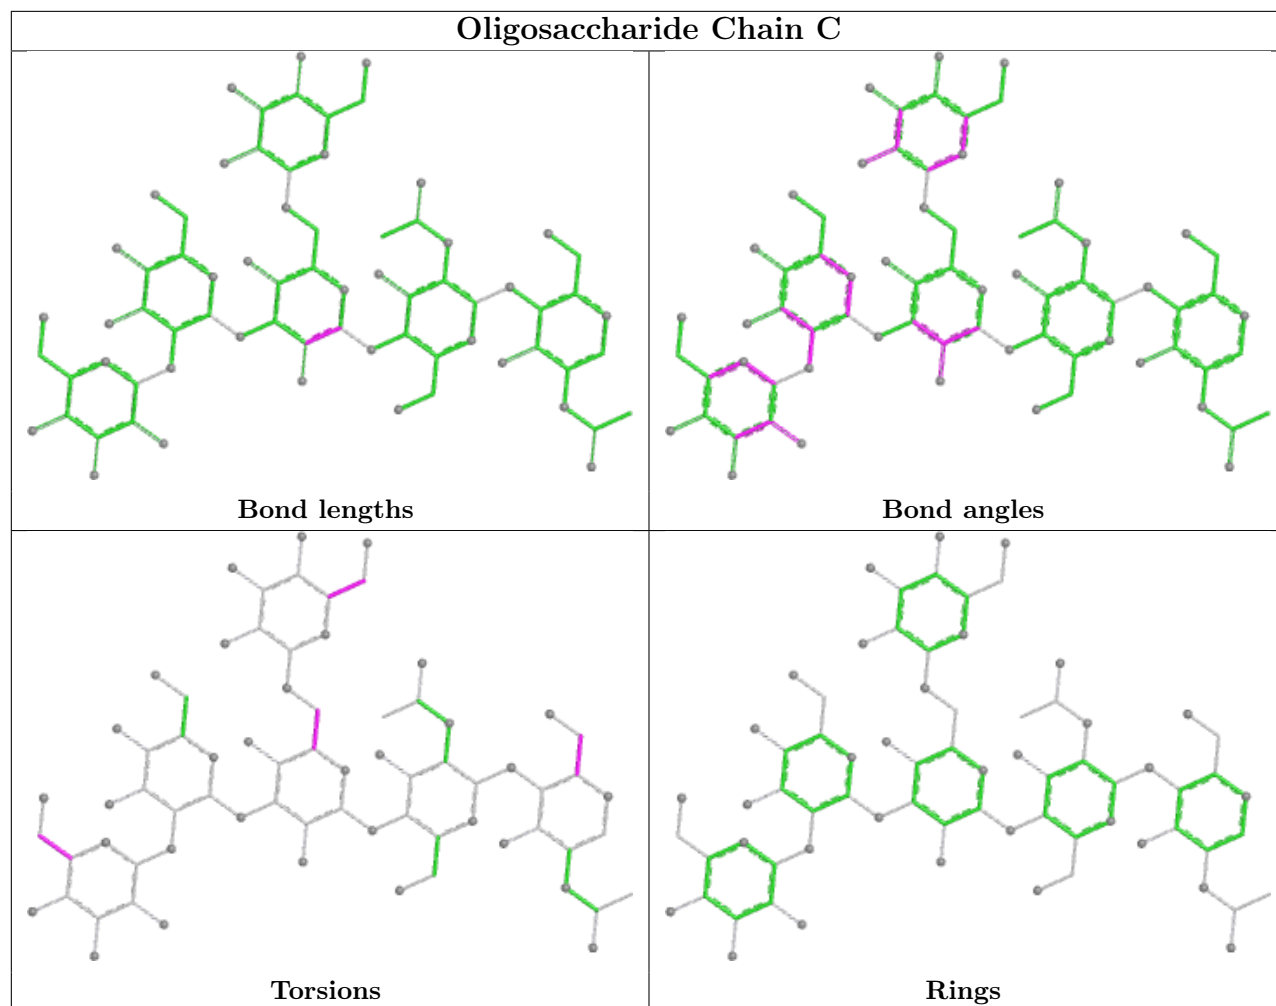 Oligosaccharide Chain C
Bond lengths
Bond angles
Torsions
Rings